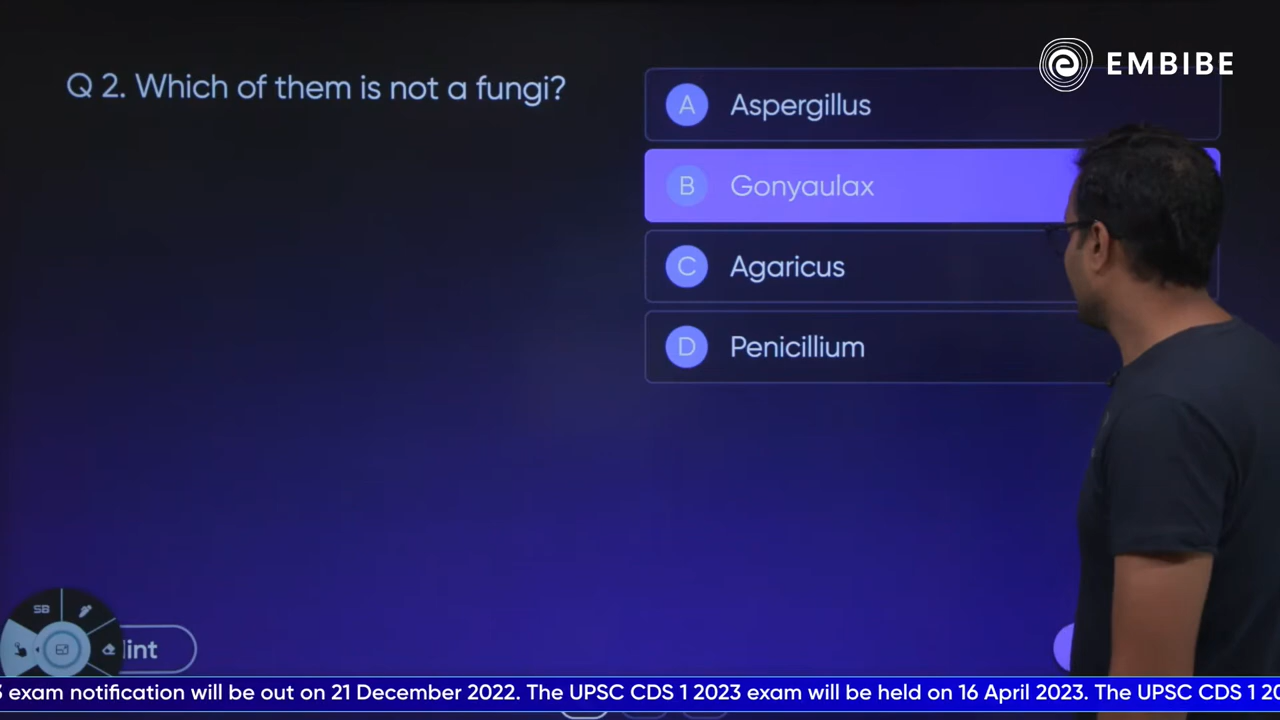 EMBIBE
Q 2. Which of them is not a fungi?
A Aspergillus
B Gonyaulax
C Agaricus
D Penicillium
SB
int
exam notification will be out on 21 December 2022. The UPSC CDS 1 2023 exam will be held on 16 April 2023. The UPSC CDS 1